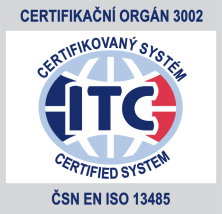 CERTIFIKAČNÍ ORGÁN 3002
CERTIFIKOVANÝ SYSTÉM
ITC
CERTIFIED SYSTEM
ČSN EN ISO 13485